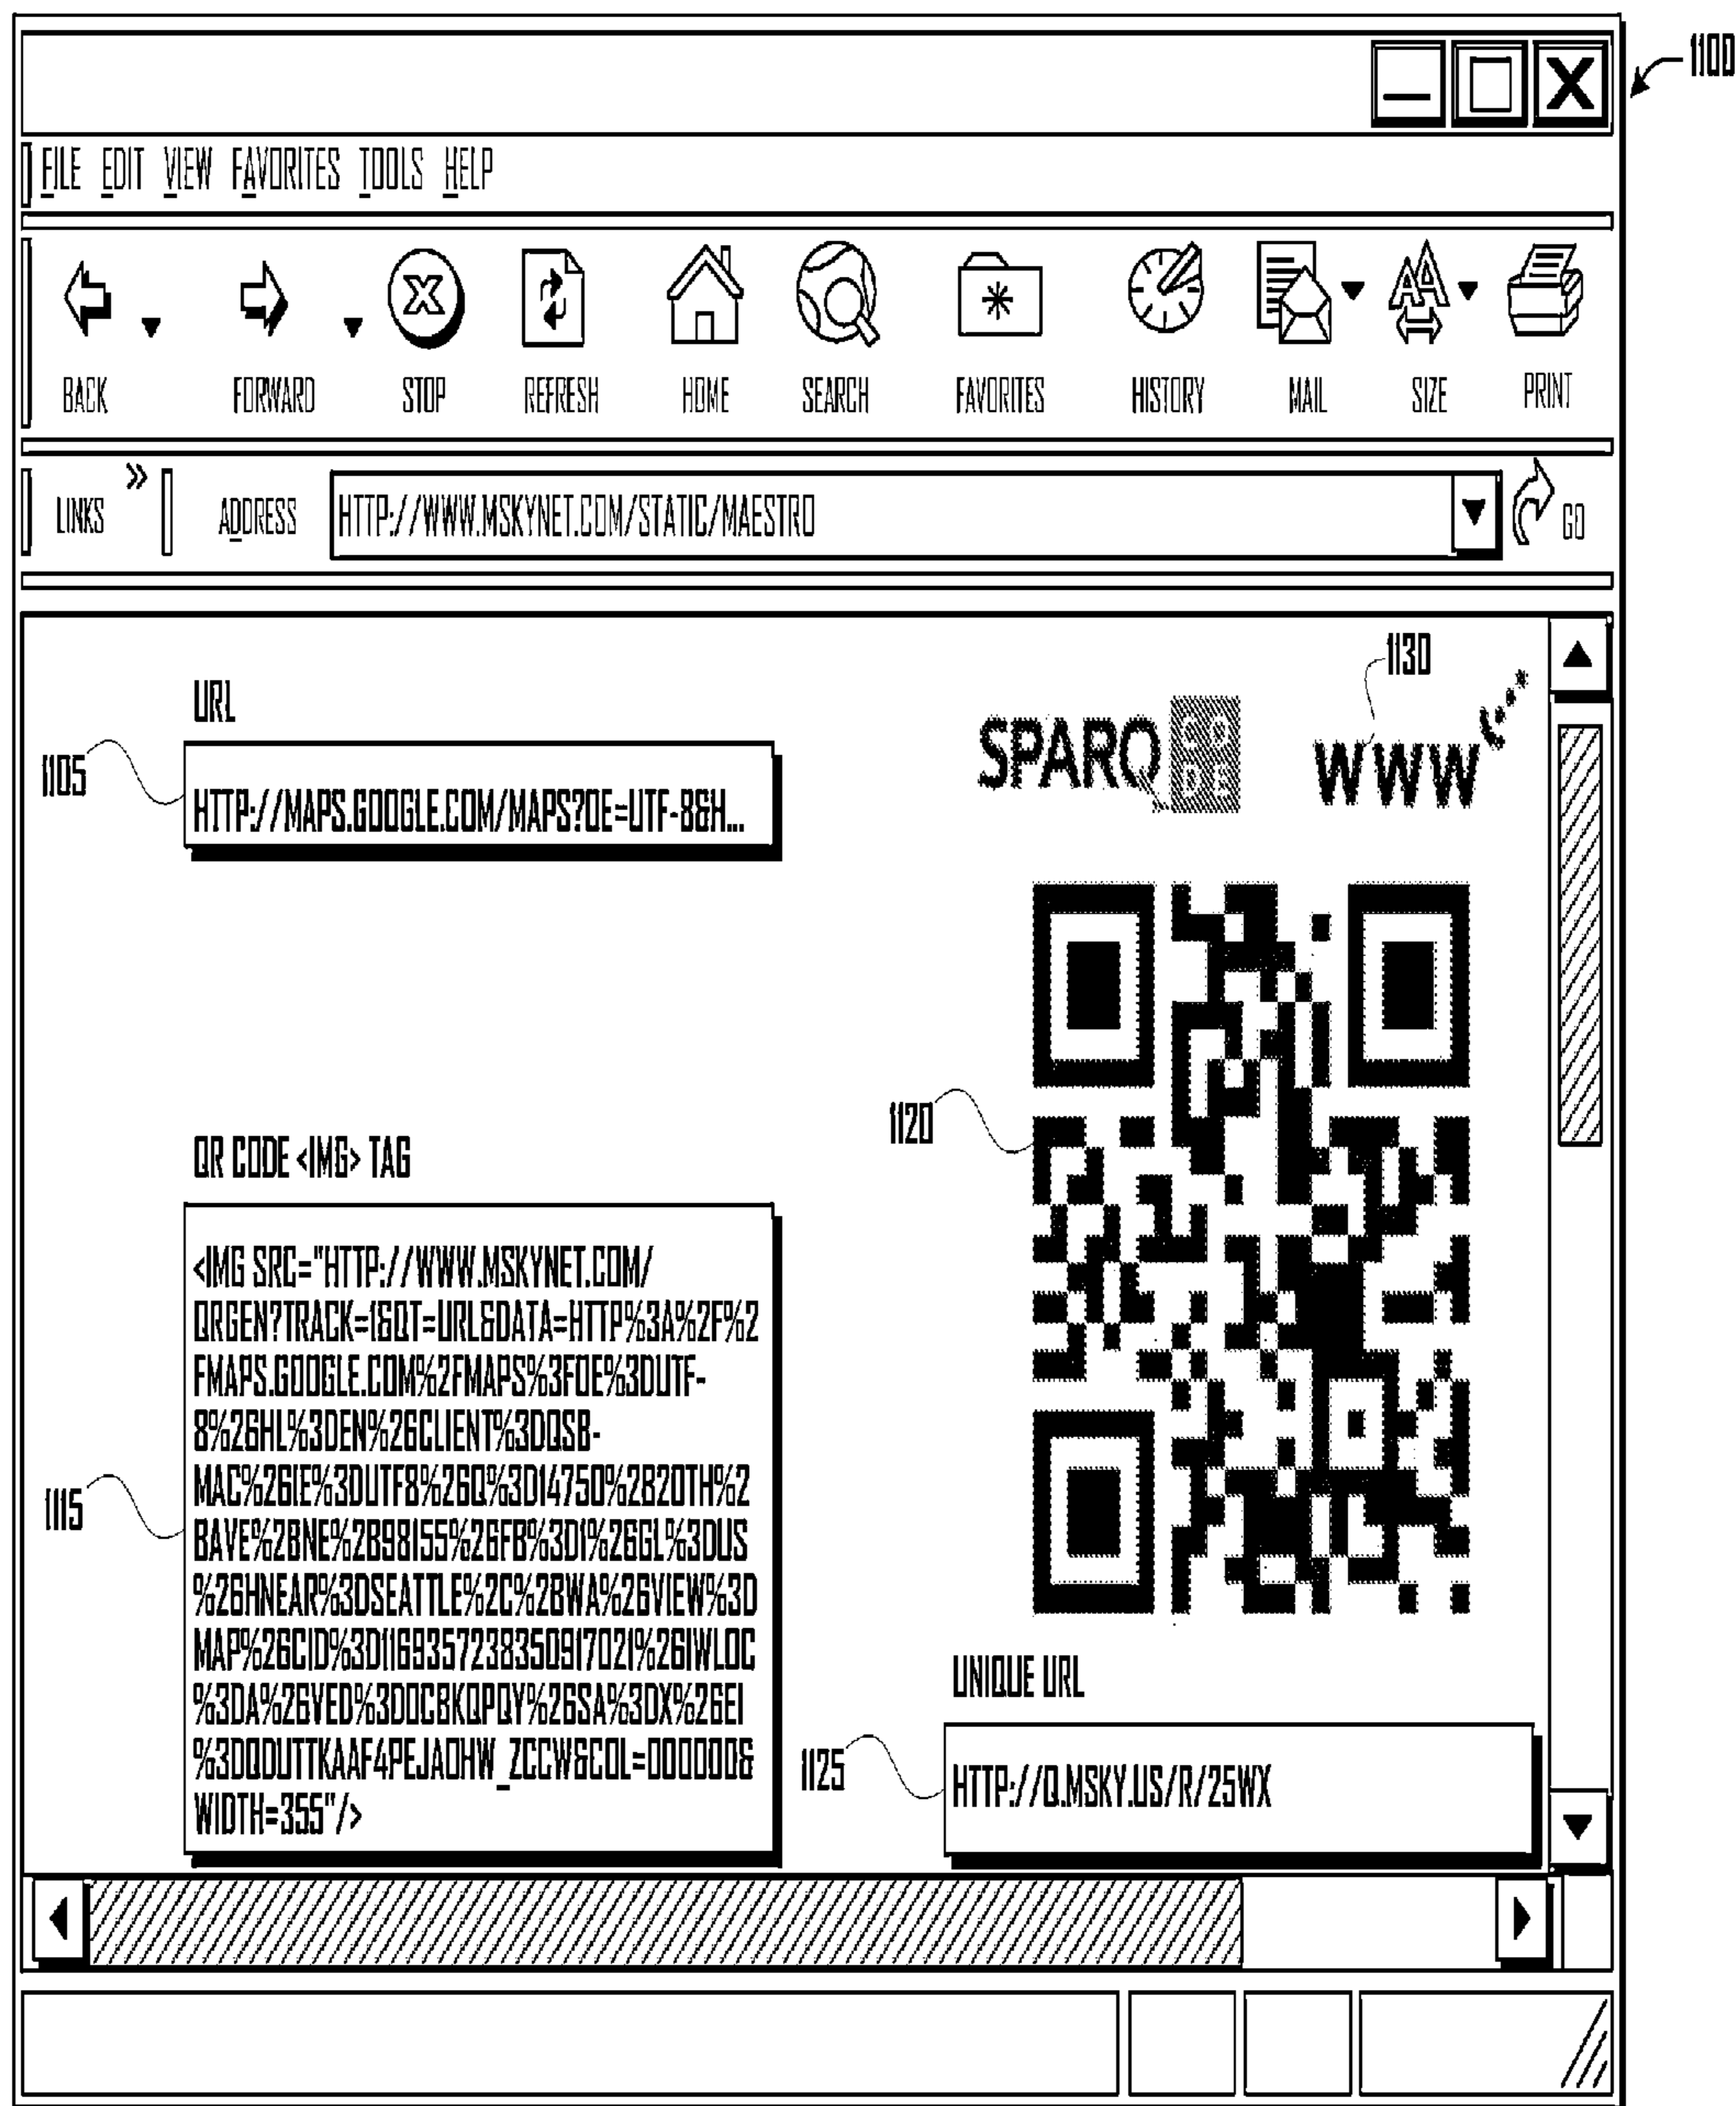 1100
FILE EDIT VIEW FAVORITES TOOLS HELP
BACK FORWARD STOP REFRESH HOME SEARCH FAVORITES HISTORY MAIL SIZE PRINT
LINKS » ADDRESS HTTP://WWW.MSKYNET.COM/STATIC/MAESTRO GO
URL
1105
HTTP://MAPS.GOOGLE.COM/MAPS?OE=UTF-8&H...
SPARQ CODE
WWW
1130
1120
QR CODE <IMG> TAG
1115
<IMG SRC="HTTP://WWW.MSKYNET.COM/
QRGEN?TRACK=1&QT=URL&DATA=HTTP%3A%2F%2
FMAPS.GOOGLE.COM%2FMAPS%3FOE%3DUTF-
8%26HL%3DEN%26CLIENT%3DQSB-
MAC%26IE%3DUTF8%26Q%3D14750%2B20TH%2
BAVE%2BNE%2B98155%26FB%3D1%26GL%3DUS
%26HNEAR%3DSEATTLE%2C%2BWA%26VIEW%3D
MAP%26CID%3D1169357238350917021%26IWLOC
%3DA%26VED%3D0CBKQPQY%26SA%3DX%26EI
%3DQDUTTKAAF4PEJAOHW_ZCCW&COL=000000&
WIDTH=355"/>
UNIQUE URL
1125
HTTP://Q.MSKY.US/R/25WX